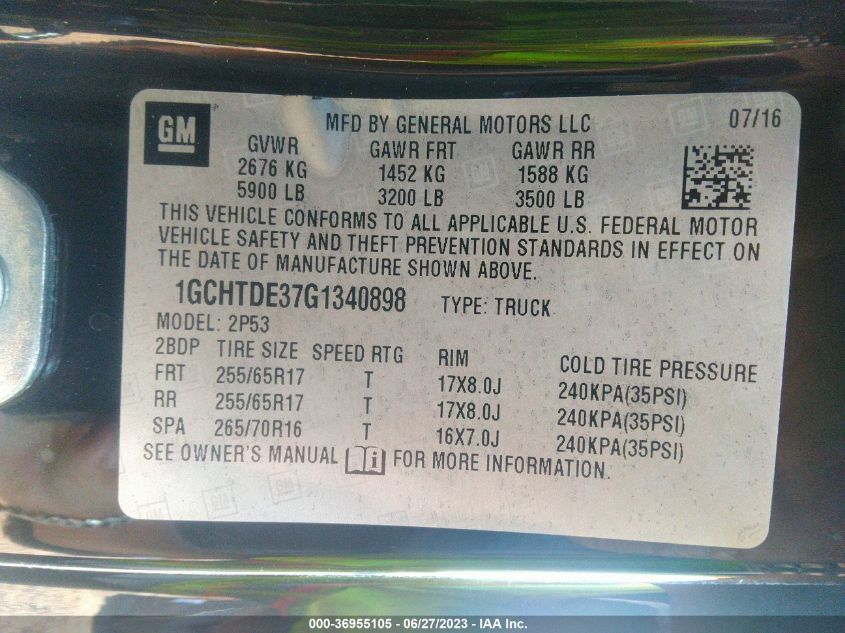 GM
MFD BY GENERAL MOTORS LLC 07/16
GVWR GAWR FRT GAWR RR
2676 KG 1452 KG 1588 KG
5900 LB 3200 LB 3500 LB
THIS VEHICLE CONFORMS TO ALL APPLICABLE U.S. FEDERAL MOTOR
VEHICLE SAFETY AND THEFT PREVENTION STANDARDS IN EFFECT ON
THE DATE OF MANUFACTURE SHOWN ABOVE.
1GCHTDE37G1340898 TYPE: TRUCK
MODEL: 2P53
2BDP TIRE SIZE SPEED RTG RIM COLD TIRE PRESSURE
FRT 255/65R17 T 17X8.0J 240KPA(35PSI)
RR 255/65R17 T 17X8.0J 240KPA(35PSI)
SPA 265/70R16 T 16X7.0J 240KPA(35PSI)
SEE OWNER'S MANUAL i FOR MORE INFORMATION.
000-36955105 - 06/27/2023 - IAA Inc.